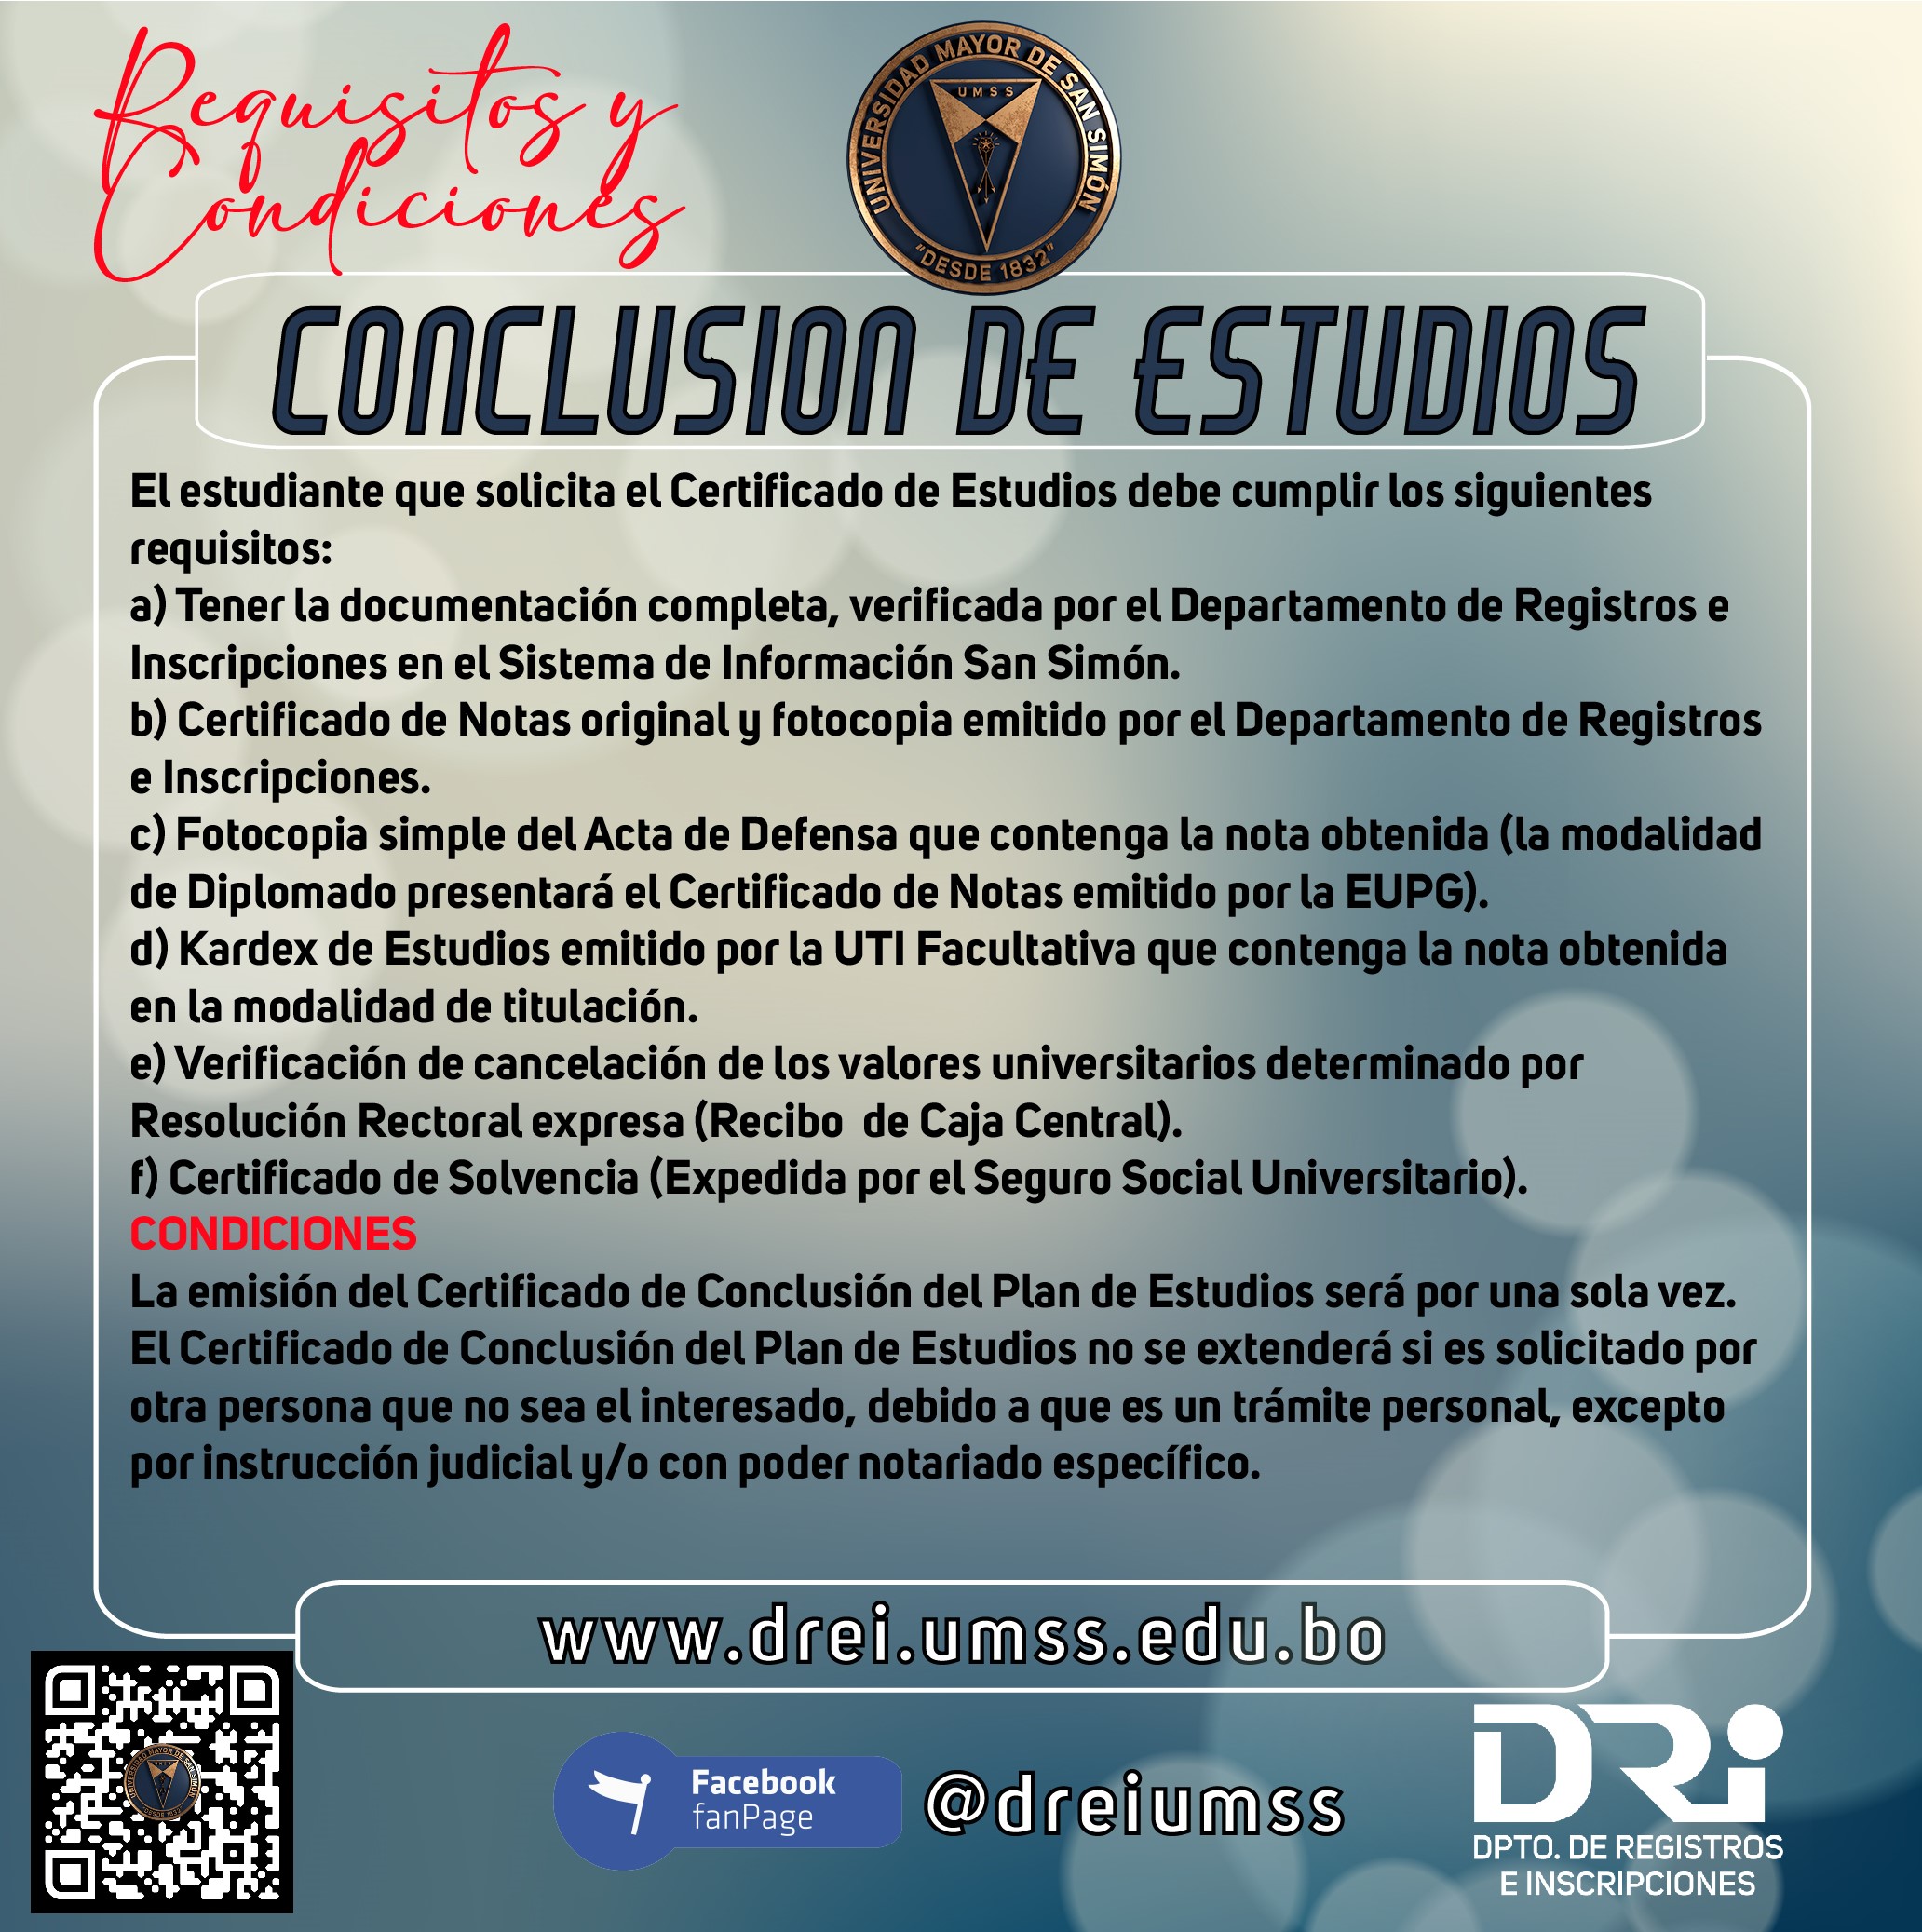 Requisitos y
Condiciones
UNIVERSIDAD MAYOR DE SAN SIMÓN
UMSS
"DESDE 1832"
CONCLUSION DE ESTUDIOS
El estudiante que solicita el Certificado de Estudios debe cumplir los siguientes
requisitos:
a) Tener la documentación completa, verificada por el Departamento de Registros e
Inscripciones en el Sistema de Información San Simón.
b) Certificado de Notas original y fotocopia emitido por el Departamento de Registros
e Inscripciones.
c) Fotocopia simple del Acta de Defensa que contenga la nota obtenida (la modalidad
de Diplomado presentará el Certificado de Notas emitido por la EUPG).
d) Kardex de Estudios emitido por la UTI Facultativa que contenga la nota obtenida
en la modalidad de titulación.
e) Verificación de cancelación de los valores universitarios determinado por
Resolución Rectoral expresa (Recibo  de Caja Central).
f) Certificado de Solvencia (Expedida por el Seguro Social Universitario).
CONDICIONES
La emisión del Certificado de Conclusión del Plan de Estudios será por una sola vez.
El Certificado de Conclusión del Plan de Estudios no se extenderá si es solicitado por
otra persona que no sea el interesado, debido a que es un trámite personal, excepto
por instrucción judicial y/o con poder notariado específico.
www.drei.umss.edu.bo
UNIVERSIDAD MAYOR DE SAN SIMÓN
UMSS
"DESDE 1832"
Facebook
fanPage
@dreiumss
DRi
DPTO. DE REGISTROS
E INSCRIPCIONES